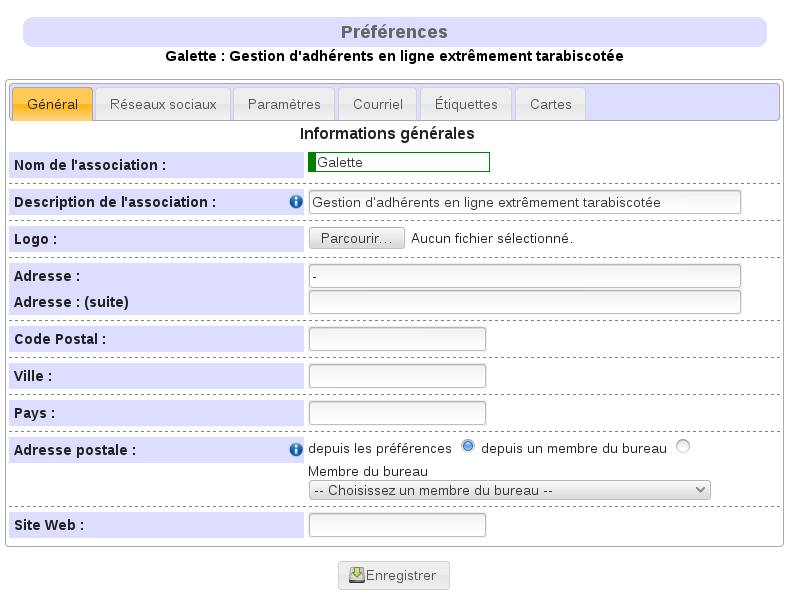 Préférences
Galette : Gestion d'adhérents en ligne extrêmement tarabiscotée
Général Réseaux sociaux Paramètres Courriel Étiquettes Cartes
Informations générales
Nom de l'association : Galette
Description de l'association : Gestion d'adhérents en ligne extrêmement tarabiscotée
Logo : Parcourir... Aucun fichier sélectionné.
Adresse : -
Adresse : (suite)
Code Postal :
Ville :
Pays :
Adresse postale : depuis les préférences depuis un membre du bureau
Membre du bureau
-- Choisissez un membre du bureau --
Site Web :
Enregistrer